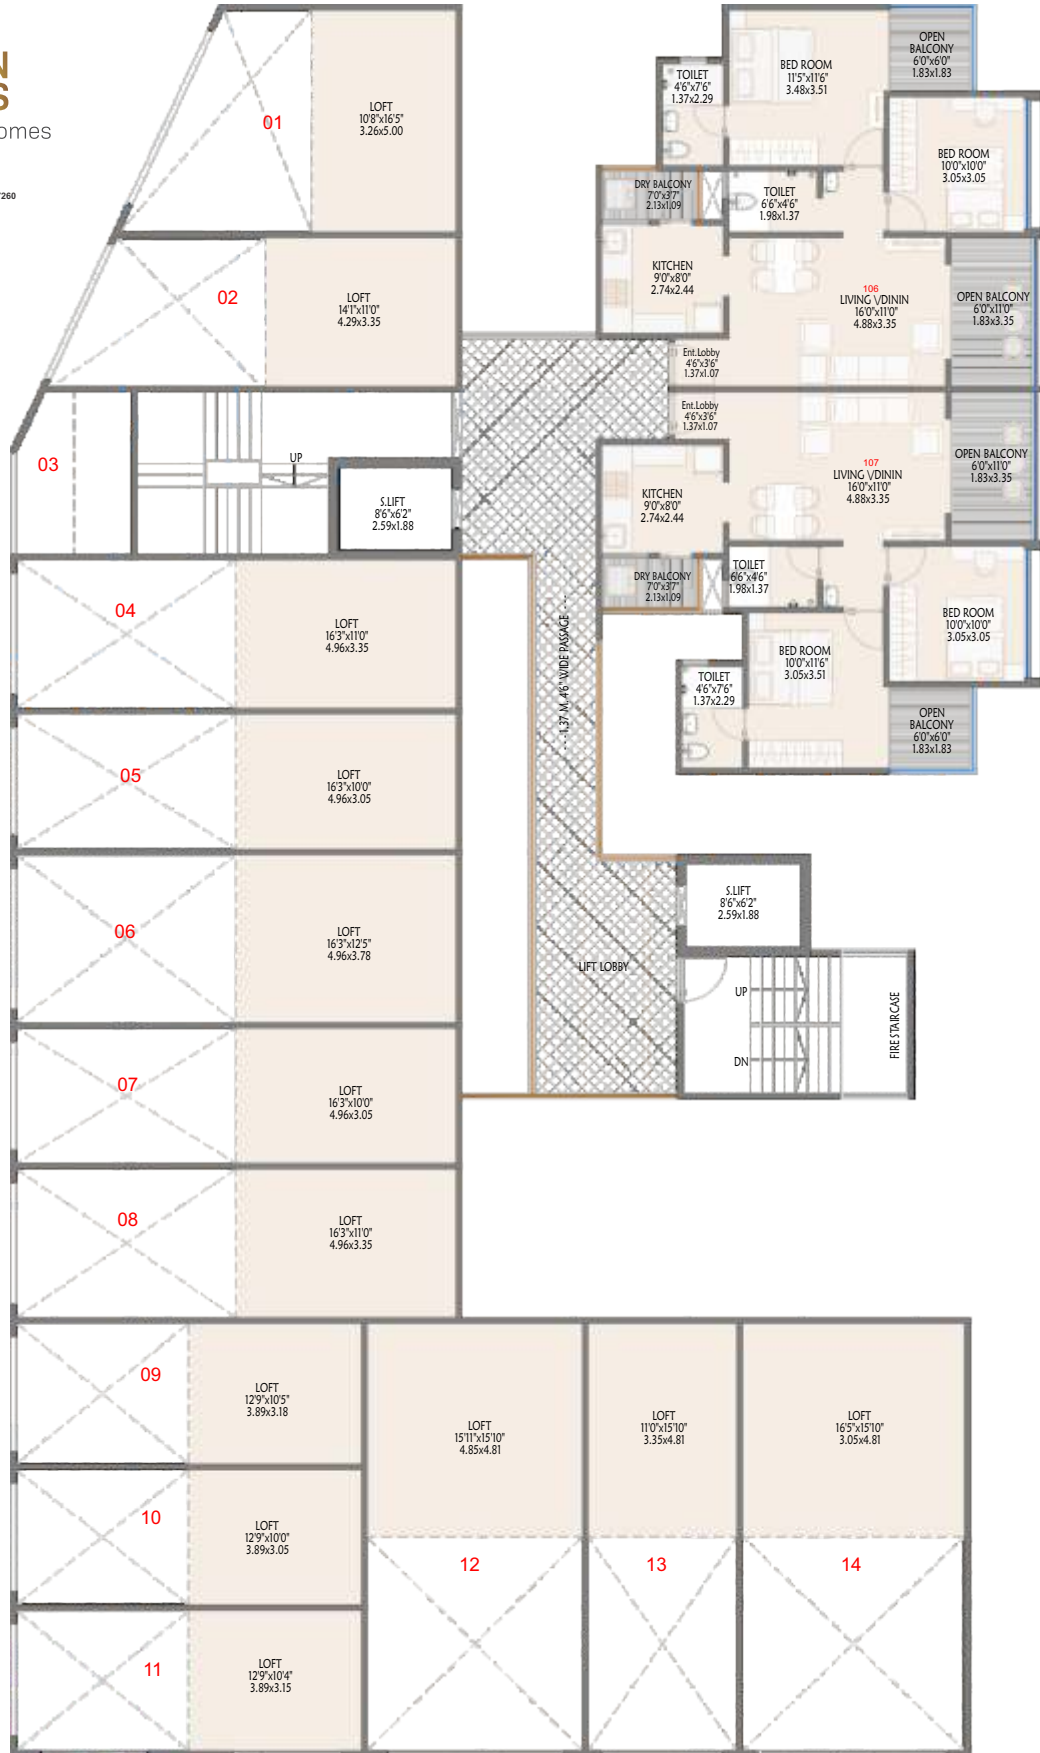 N
S
omes
/260
01
LOFT
10'8"x16'5"
3.26x5.00
02
LOFT
14'1"x11'0"
4.29x3.35
03
UP
S.LIFT
8'6"x6'2"
2.59x1.88
04
LOFT
16'3"x11'0"
4.96x3.35
05
LOFT
16'3"x10'0"
4.96x3.05
06
LOFT
16'3"x12'5"
4.96x3.78
07
LOFT
16'3"x10'0"
4.96x3.05
08
LOFT
16'3"x11'0"
4.96x3.35
09
LOFT
12'9"x10'5"
3.89x3.18
10
LOFT
12'9"x10'0"
3.89x3.05
11
LOFT
12'9"x10'4"
3.89x3.15
LOFT
15'11"x15'10"
4.85x4.81
12
LOFT
11'0"x15'10"
3.35x4.81
13
LOFT
16'5"x15'10"
3.05x4.81
14
TOILET
4'6"x7'6"
1.37x2.29
BED ROOM
11'5"x11'6"
3.48x3.51
OPEN
BALCONY
6'0"x6'0"
1.83x1.83
BED ROOM
10'0"x10'0"
3.05x3.05
DRY BALCONY
7'0"x3'7"
2.13x1.09
TOILET
6'6"x4'6"
1.98x1.37
KITCHEN
9'0"x8'0"
2.74x2.44
106
LIVING \/DININ
16'0"x11'0"
4.88x3.35
OPEN BALCONY
6'0"x11'0"
1.83x3.35
Ent.Lobby
4'6"x3'6"
1.37x1.07
Ent.Lobby
4'6"x3'6"
1.37x1.07
107
LIVING \/DININ
16'0"x11'0"
4.88x3.35
OPEN BALCONY
6'0"x11'0"
1.83x3.35
KITCHEN
9'0"x8'0"
2.74x2.44
DRY BALCONY
7'0"x3'7"
2.13x1.09
TOILET
6'6"x4'6"
1.98x1.37
BED ROOM
10'0"x10'0"
3.05x3.05
BED ROOM
10'0"x11'6"
3.05x3.51
TOILET
4'6"x7'6"
1.37x2.29
OPEN
BALCONY
6'0"x6'0"
1.83x1.83
---1.37 M. 4'6" WIDE PASSAGE---
S.LIFT
8'6"x6'2"
2.59x1.88
LIFT LOBBY
UP
DN
FIRE STAIRCASE